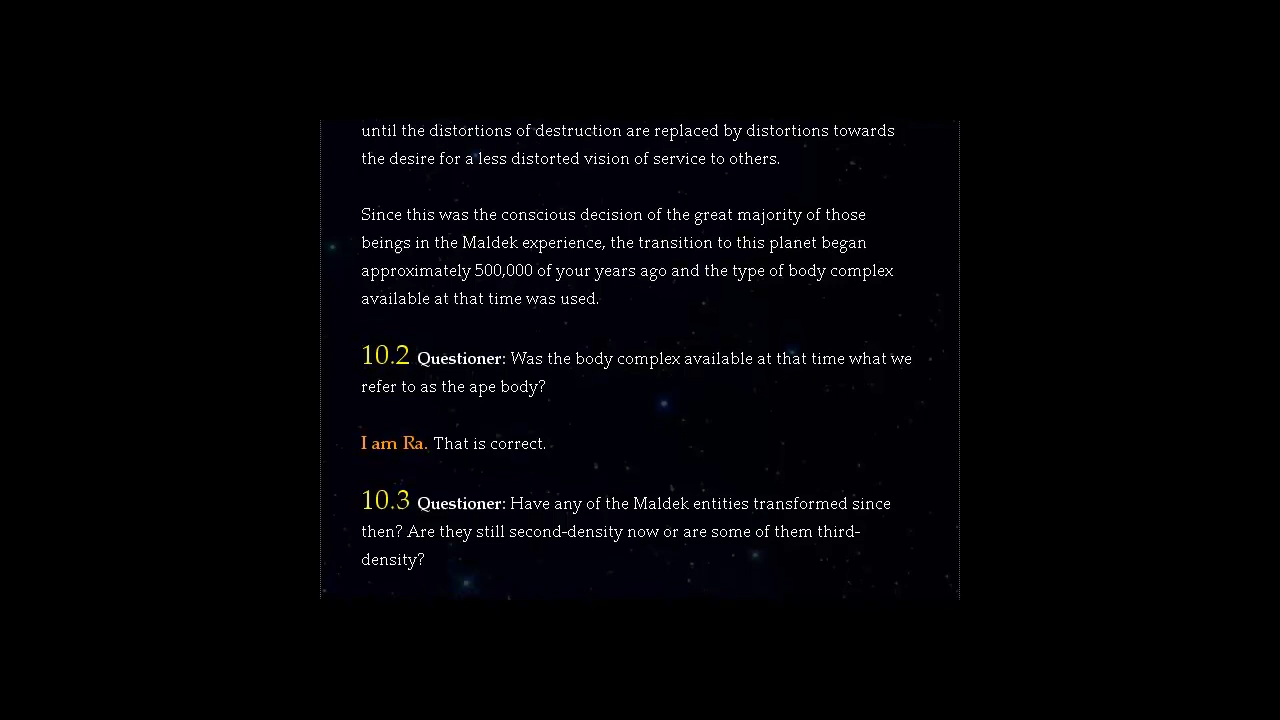 until the distortions of destruction are replaced by distortions towards
the desire for a less distorted vision of service to others.
Since this was the conscious decision of the great majority of those
beings in the Maldek experience, the transition to this planet began
approximately 500,000 of your years ago and the type of body complex
available at that time was used.
10.2 Questioner: Was the body complex available at that time what we
refer to as the ape body?
I am Ra. That is correct.
10.3 Questioner: Have any of the Maldek entities transformed since
then? Are they still second-density now or are some of them third-
density?